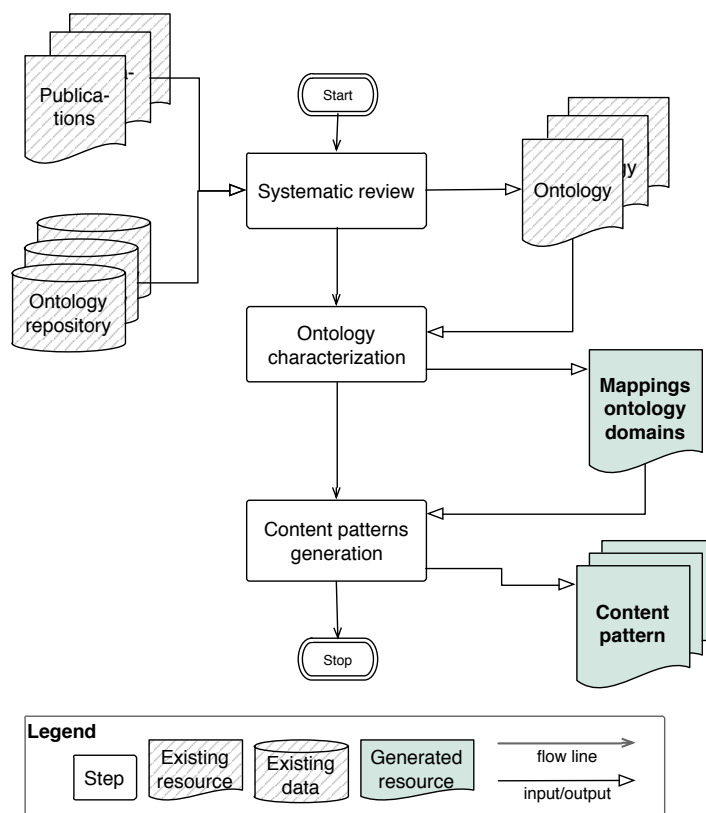 Publica-
tions
a-
Start
Systematic review
Ontology
gy
Ontology
repository
Ontology
characterization
Mappings
ontology
domains
Content patterns
generation
Content
pattern
Stop
Legend
Step
Existing
resource
Existing
data
Generated
resource
flow line
input/output